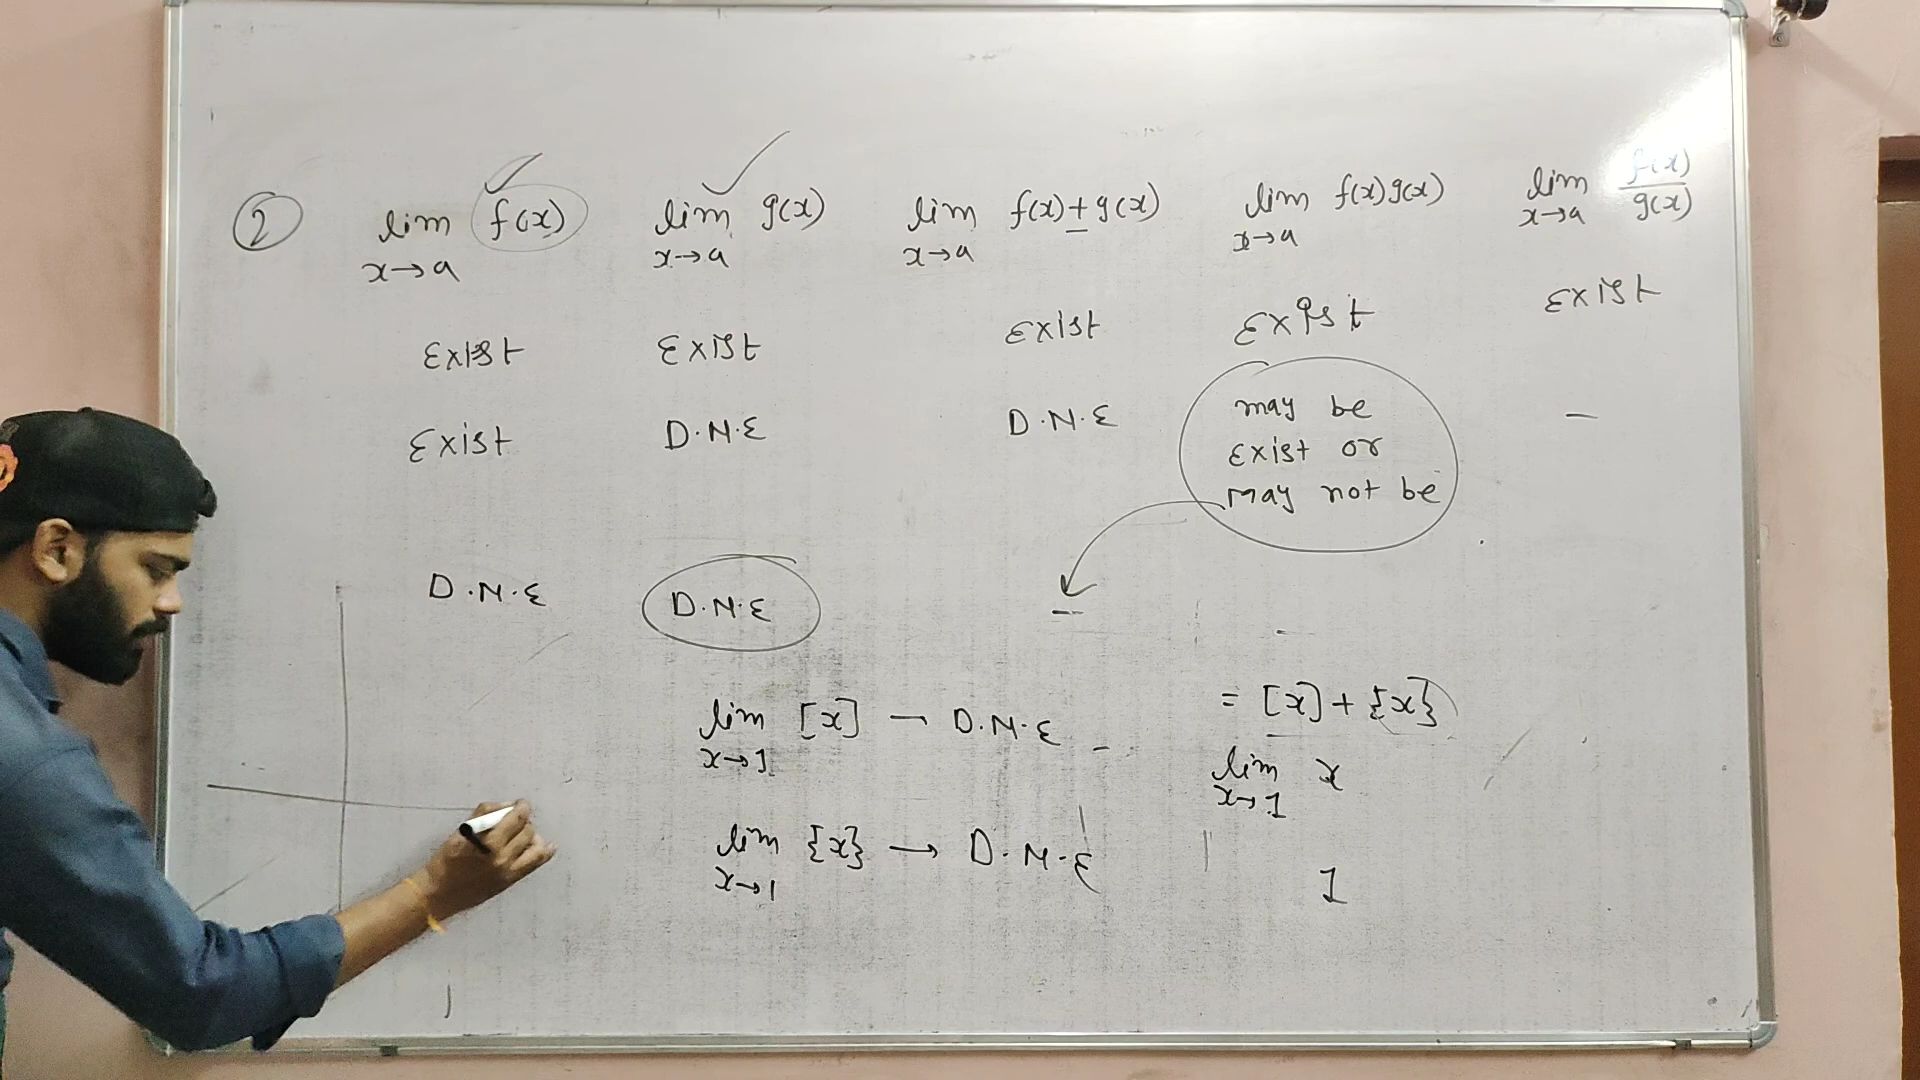 ② lim x→a f(x) lim x→a g(x) lim x→a f(x) ± g(x) lim x→a f(x)g(x) lim x→a f(x)/g(x)
Exist Exist Exist Exist Exist
Exist D.N.E D.N.E may be exist or may not be —
D.N.E D.N.E —
lim x→1 [x] — D.N.E = [x] + {x}
lim x→1 x
lim x→1 {x} → D.N.E
1